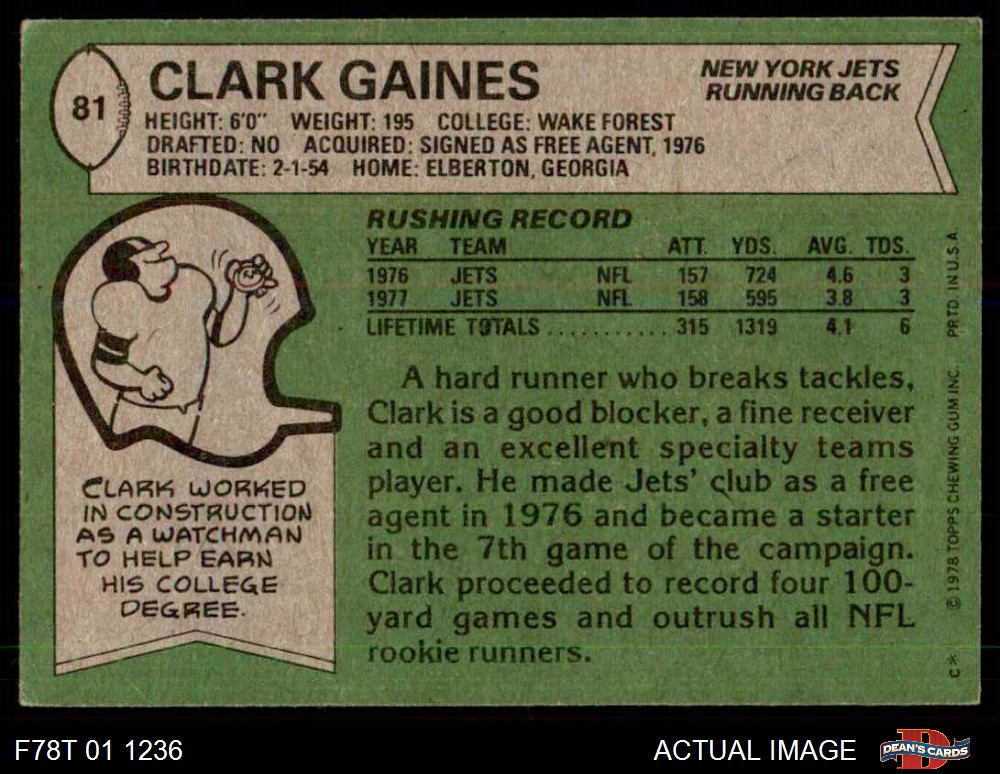 81
CLARK GAINES
NEW YORK JETS
RUNNING BACK
HEIGHT: 6'0" WEIGHT: 195 COLLEGE: WAKE FOREST
DRAFTED: NO ACQUIRED: SIGNED AS FREE AGENT, 1976
BIRTHDATE: 2-1-54 HOME: ELBERTON, GEORGIA
RUSHING RECORD
YEAR TEAM ATT. YDS. AVG. TDS.
1976 JETS NFL 157 724 4.6 3
1977 JETS NFL 158 595 3.8 3
LIFETIME TOTALS ........... 315 1319 4.1 6
A hard runner who breaks tackles,
Clark is a good blocker, a fine receiver
and an excellent specialty teams
player. He made Jets' club as a free
agent in 1976 and became a starter
in the 7th game of the campaign.
Clark proceeded to record four 100-
yard games and outrush all NFL
rookie runners.
CLARK WORKED
IN CONSTRUCTION
AS A WATCHMAN
TO HELP EARN
HIS COLLEGE
DEGREE.
C* © 1978 TOPPS CHEWING GUM INC. PRTD. IN U.S.A
F78T 01 1236
ACTUAL IMAGE
D
DEAN'S CARDS